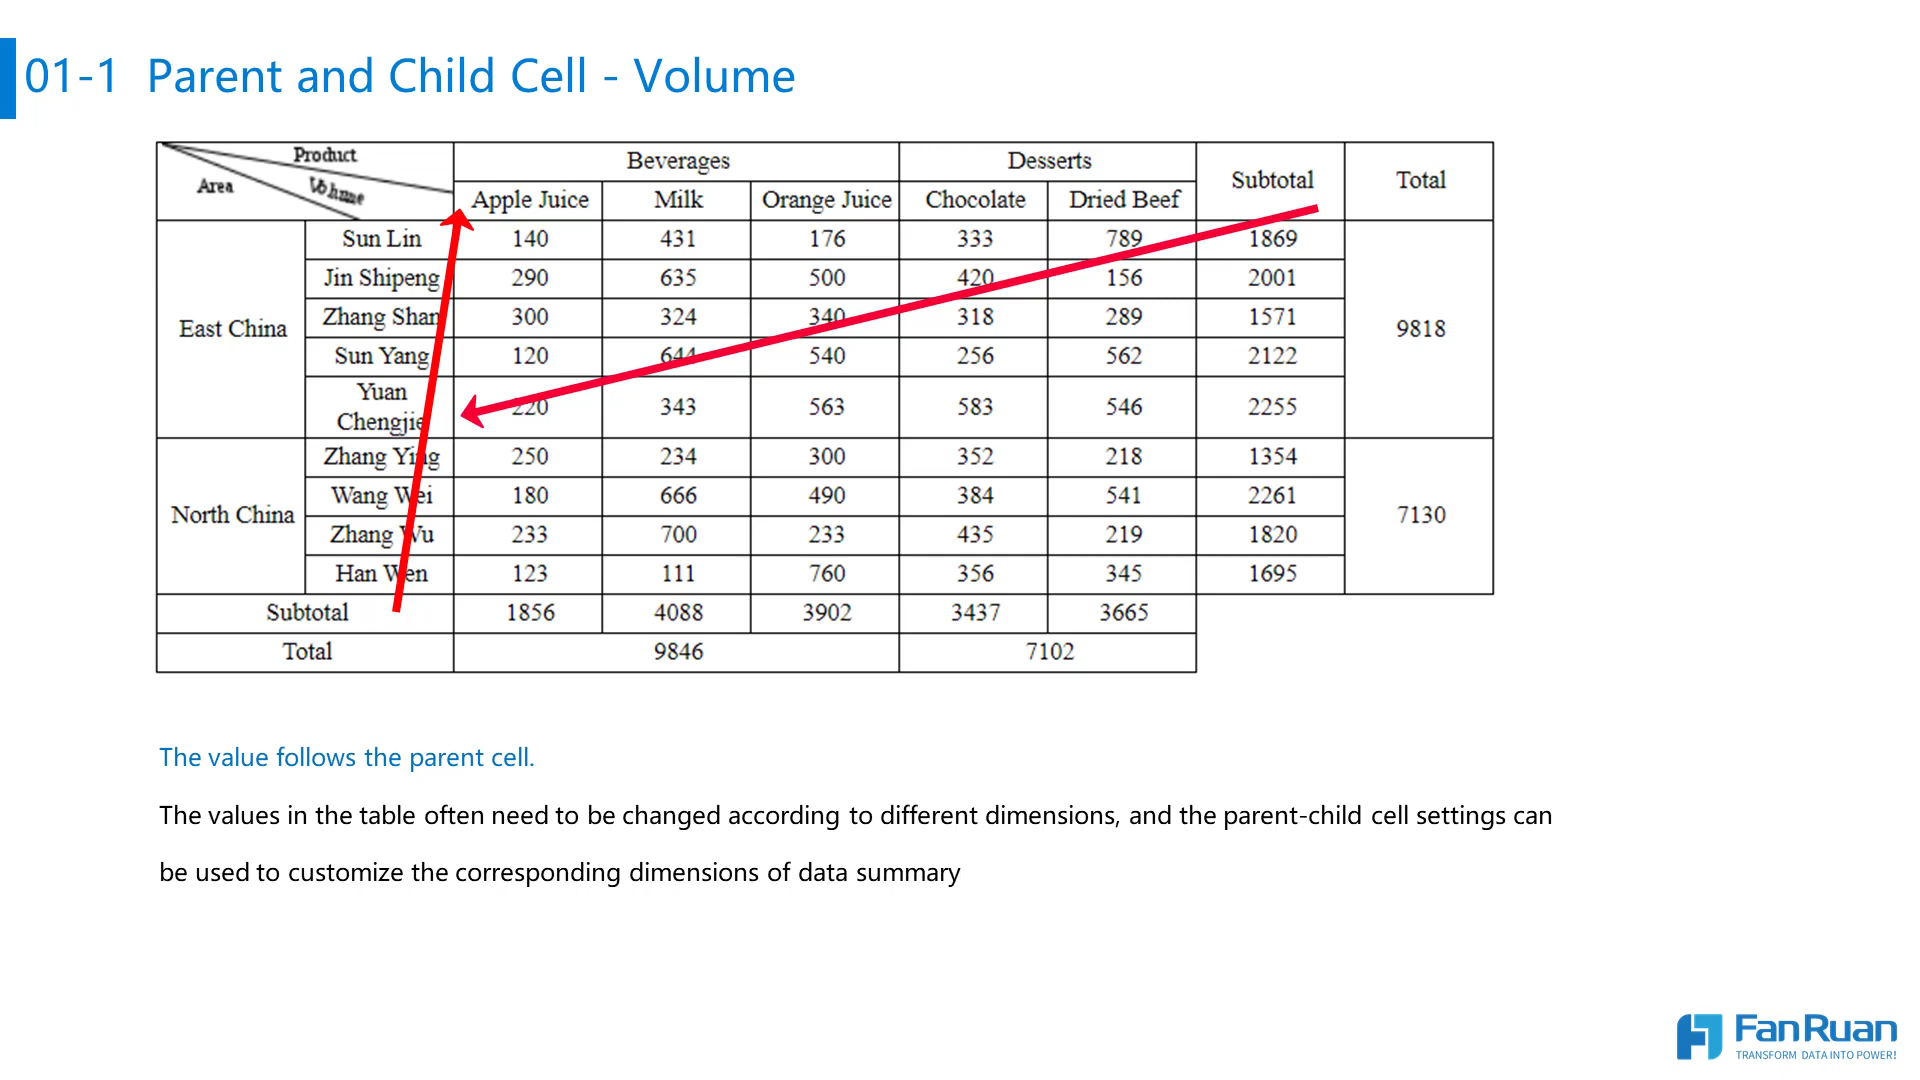 01-1 Parent and Child Cell - Volume
Product Beverages Desserts Subtotal Total
Area Volume Apple Juice Milk Orange Juice Chocolate Dried Beef
East China Sun Lin 140 431 176 333 789 1869 9818
Jin Shipeng 290 635 500 420 156 2001
Zhang Shan 300 324 340 318 289 1571
Sun Yang 120 644 540 256 562 2122
Yuan Chengjie 220 343 563 583 546 2255
North China Zhang Ying 250 234 300 352 218 1354 7130
Wang Wei 180 666 490 384 541 2261
Zhang Wu 233 700 233 435 219 1820
Han Wen 123 111 760 356 345 1695
Subtotal 1856 4088 3902 3437 3665
Total 9846 7102
The value follows the parent cell.
The values in the table often need to be changed according to different dimensions, and the parent-child cell settings can
be used to customize the corresponding dimensions of data summary
FanRuan
TRANSFORM DATA INTO POWER!